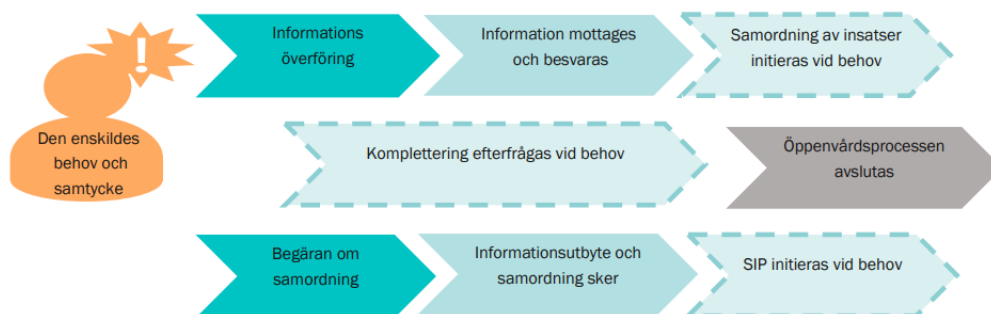 !
Informations
överföring
Information mottages
och besvaras
Samordning av insatser
initieras vid behov
Den enskildes
behov och
samtycke
Komplettering efterfrågas vid behov
Öppenvårdsprocessen
avslutas
Begäran om
samordning
Informationsutbyte och
samordning sker
SIP initieras vid behov